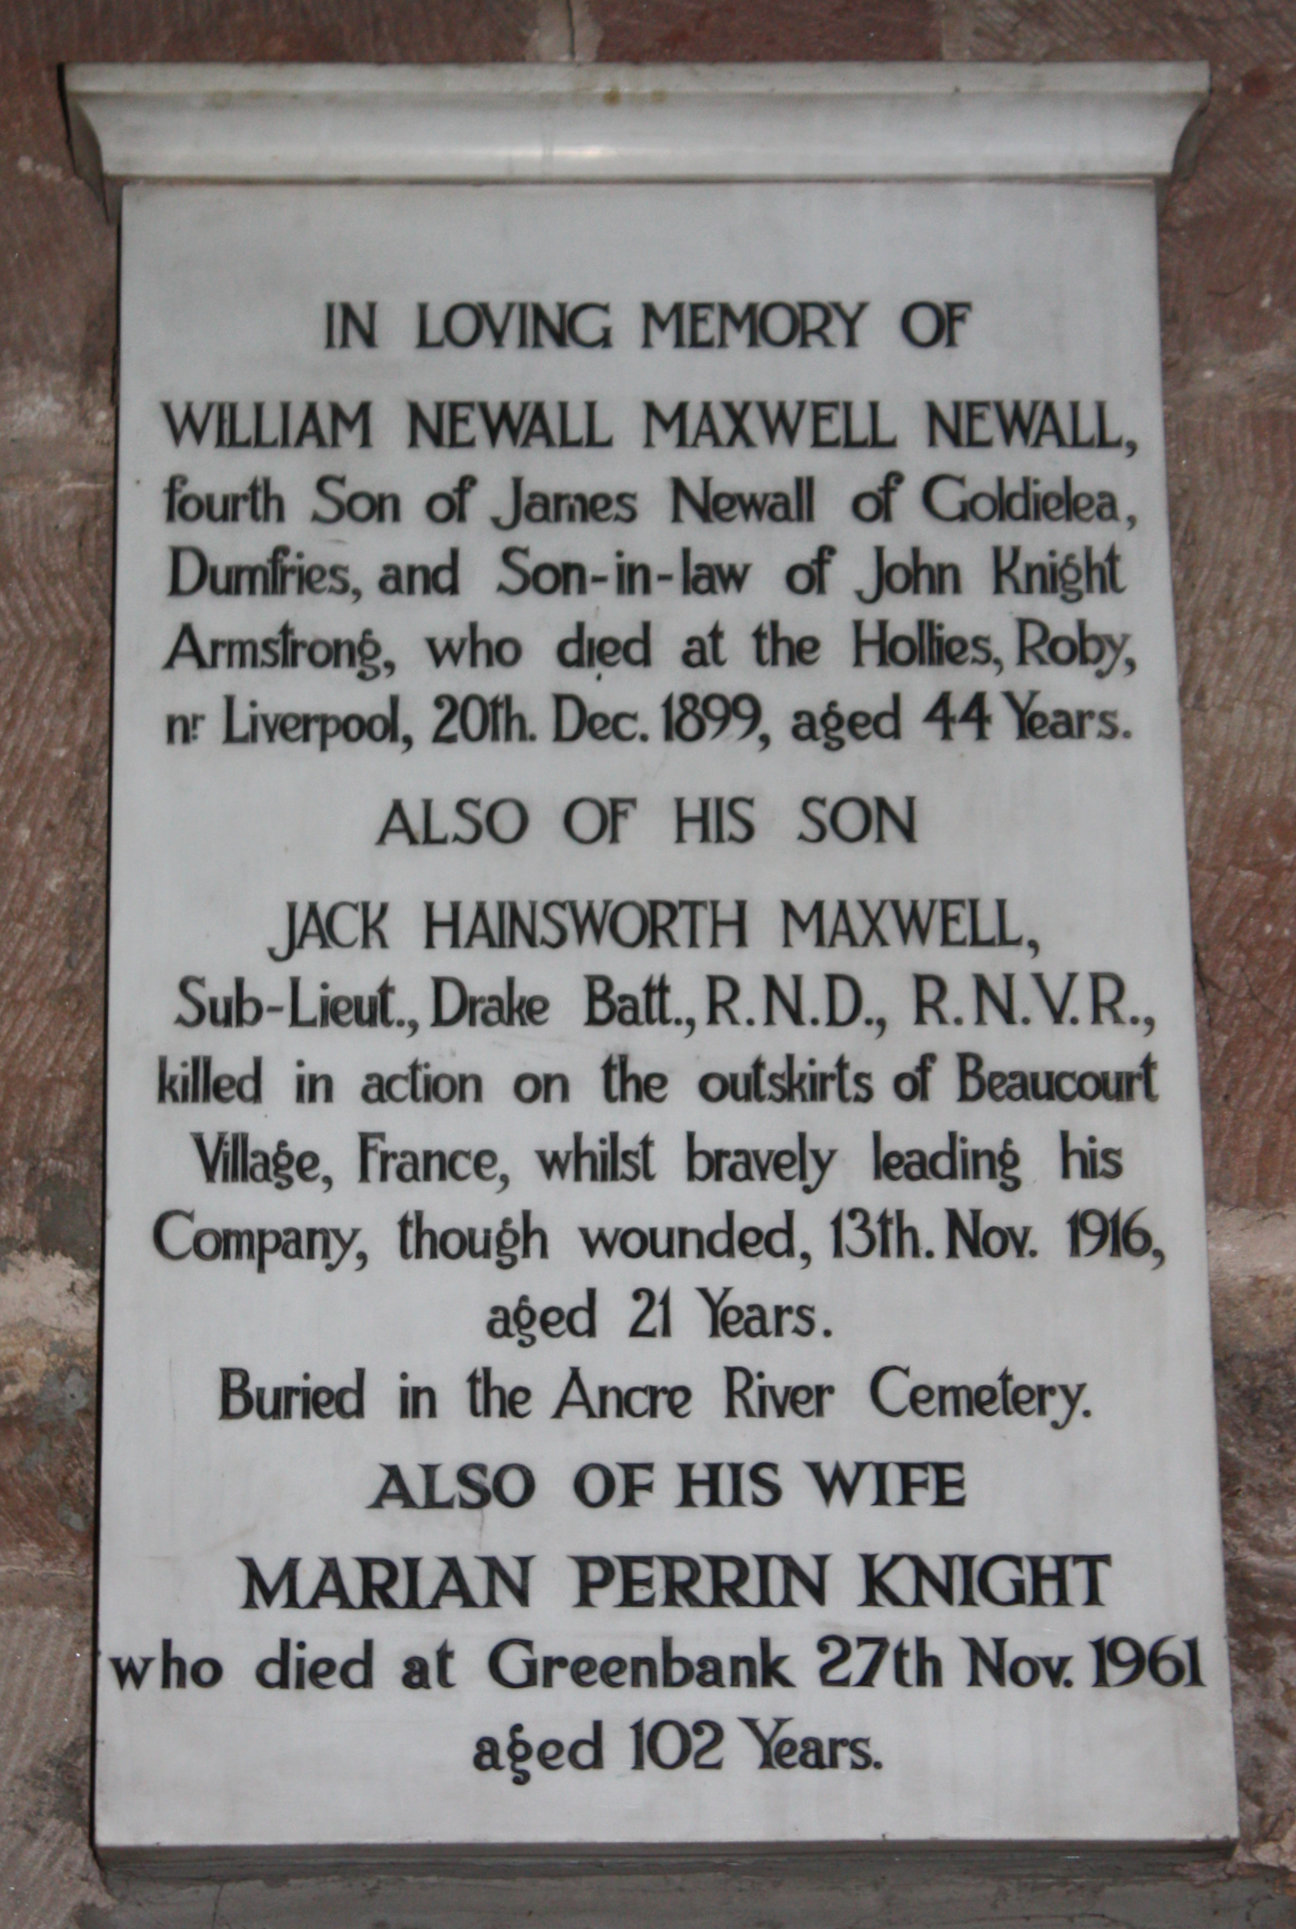 IN LOVING MEMORY OF
WILLIAM NEWALL MAXWELL NEWALL,
fourth Son of James Newall of Goldielea,
Dumfries, and Son-in-law of John Knight
Armstrong, who died at the Hollies, Roby,
nr Liverpool, 20th. Dec. 1899, aged 44 Years.
ALSO OF HIS SON
JACK HAINSWORTH MAXWELL,
Sub-Lieut., Drake Batt., R.N.D., R.N.V.R.,
killed in action on the outskirts of Beaucourt
Village, France, whilst bravely leading his
Company, though wounded, 13th. Nov. 1916,
aged 21 Years.
Buried in the Ancre River Cemetery.
ALSO OF HIS WIFE
MARIAN PERRIN KNIGHT
who died at Greenbank 27th Nov. 1961
aged 102 Years.